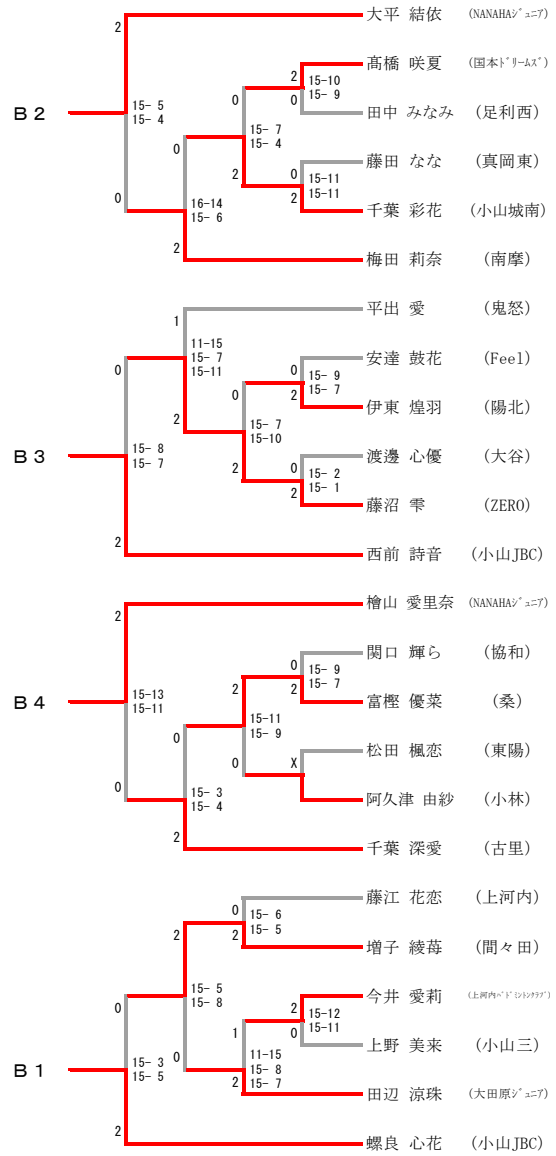 2 大平 結依 (NANAHAジュニア)
2 15-10 髙橋 咲夏 (国本ドリームズ)
B 2 15- 5 0 0 15- 9
15- 4 15- 7 田中 みなみ (足利西)
0 15- 4 0 15-11 藤田 なな (真岡東)
0 16-14 2 2 15-11
15- 6 千葉 彩花 (小山城南)
2 梅田 莉奈 (南摩)
1 平出 愛 (鬼怒)
11-15
0 15- 7 0 15- 9 安達 鼓花 (Feel)
15-11 0 2 15- 7
2 15- 7 伊東 煌羽 (陽北)
B 3 15- 8 15-10 渡邊 心優 (大谷)
15- 7 2 0 15- 2
2 15- 1 藤沼 雫 (ZERO)
2 西前 詩音 (小山JBC)
2 檜山 愛里奈 (NANAHAジュニア)
0 15- 9 関口 輝ら (協和)
B 4 15-13 2 2 15- 7
15-11 15-11 富樫 優菜 (桑)
0 15- 9
0 X 松田 楓恋 (東陽)
0 15- 3 阿久津 由紗 (小林)
15- 4
2 千葉 深愛 (古里)
0 15- 6 藤江 花恋 (上河内)
2 2 15- 5
増子 綾苺 (間々田)
0 15- 5 2 15-12 今井 愛莉 (上河内バドミントンクラブ)
15- 8 1 0 15-11
上野 美来 (小山三)
B 1 15- 3 0 11-15
15- 5 15- 8
2 15- 7 田辺 涼珠 (大田原ジュニア)
2 螺良 心花 (小山JBC)